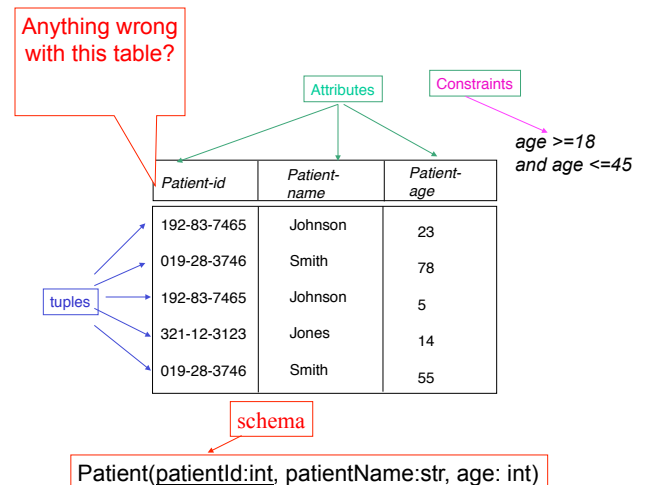 Anything wrong
with this table?
Attributes
Constraints
age >=18
and age <=45
Patient-id
Patient-
name
Patient-
age
192-83-7465 Johnson 23
019-28-3746 Smith 78
192-83-7465 Johnson 5
321-12-3123 Jones 14
019-28-3746 Smith 55
tuples
schema
Patient(patientId:int, patientName:str, age: int)